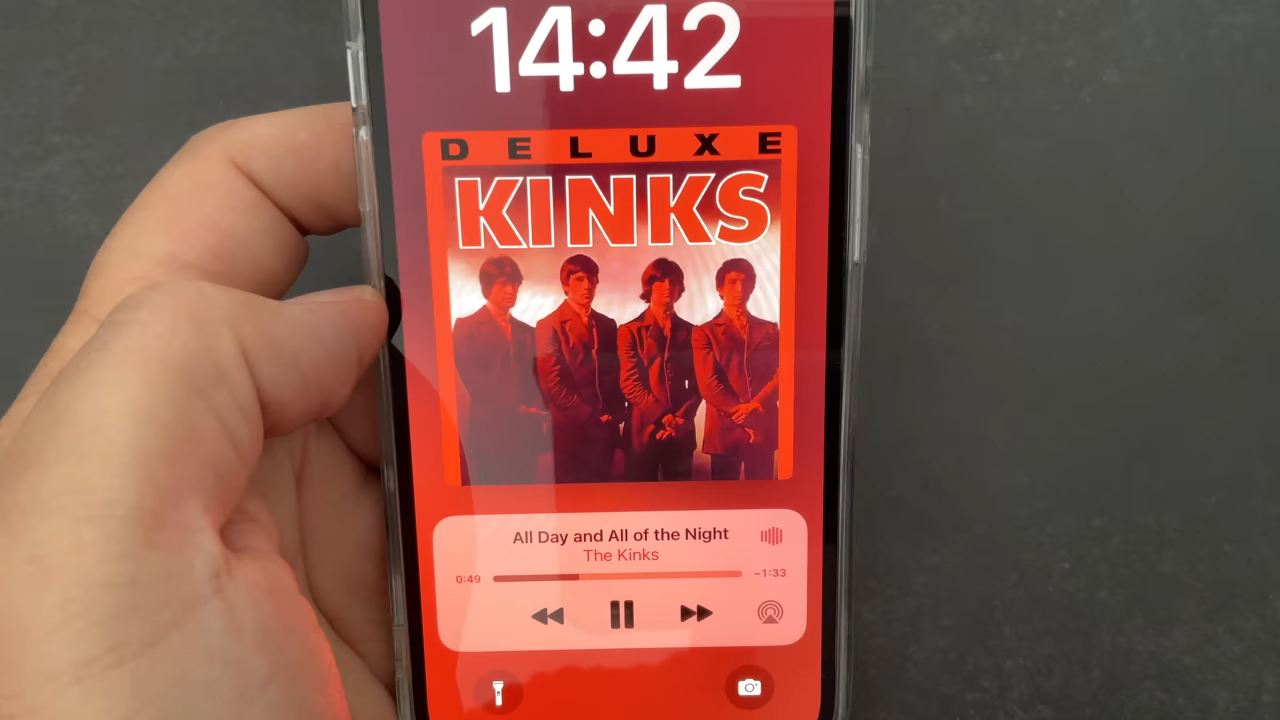 14:42
DELUXE
KINKS
All Day and All of the Night
The Kinks
0:49
−1:33